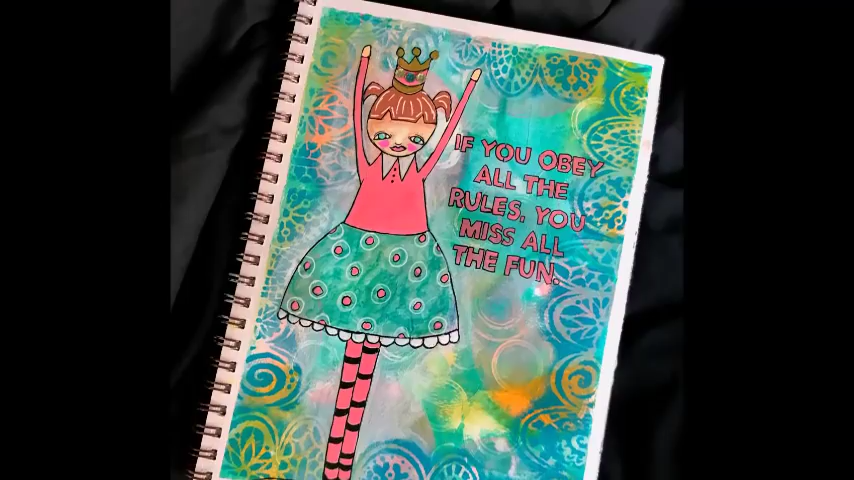 IF YOU OBEY
ALL THE
RULES, YOU
MISS ALL
THE FUN.